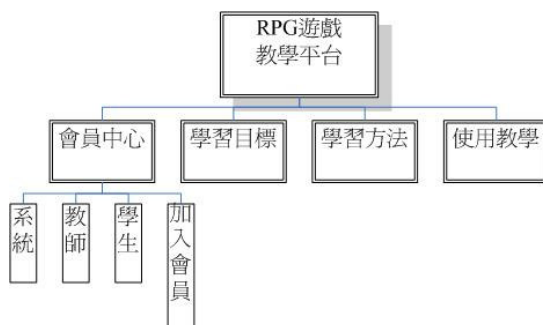 RPG遊戲
教學平台
會員中心
學習目標
學習方法
使用教學
系統
教師
學生
加入會員